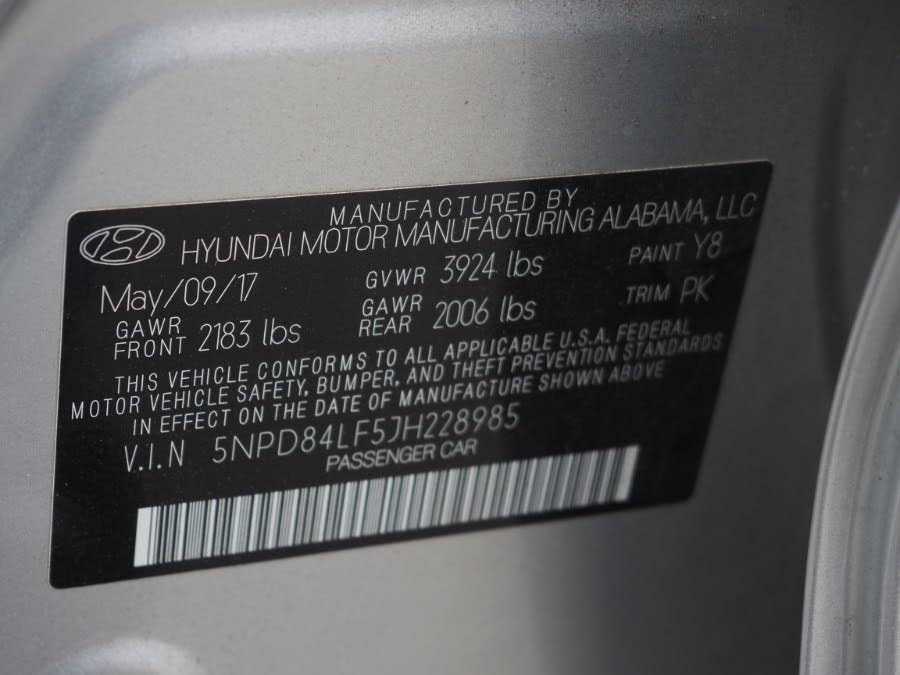 MANUFACTURED BY
HYUNDAI MOTOR MANUFACTURING ALABAMA, LLC
May/09/17 GVWR 3924 lbs PAINT Y8
GAWR FRONT 2183 lbs GAWR REAR 2006 lbs TRIM PK
THIS VEHICLE CONFORMS TO ALL APPLICABLE U.S.A. FEDERAL
MOTOR VEHICLE SAFETY, BUMPER, AND THEFT PREVENTION STANDARDS
IN EFFECT ON THE DATE OF MANUFACTURE SHOWN ABOVE
V.I.N 5NPD84LF5JH228985
PASSENGER CAR